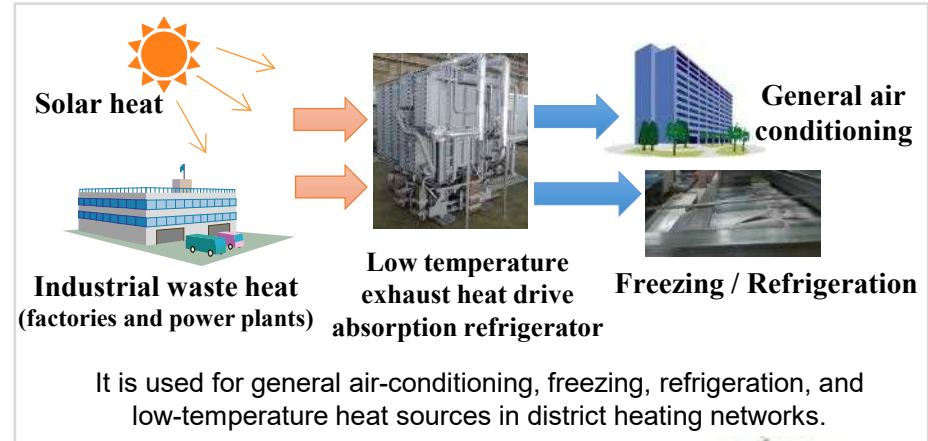 Solar heat
Industrial waste heat
(factories and power plants)
Low temperature
exhaust heat drive
absorption refrigerator
General air
conditioning
Freezing / Refrigeration
It is used for general air-conditioning, freezing, refrigeration, and
low-temperature heat sources in district heating networks.